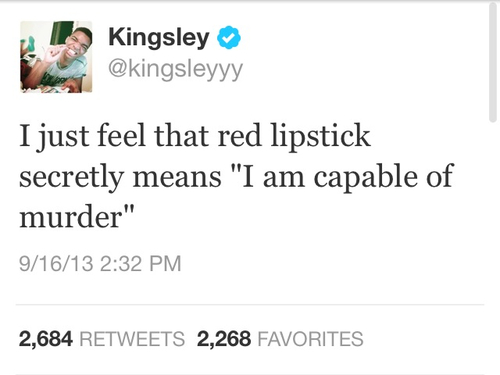 Kingsley
@kingsleyyy
I just feel that red lipstick
secretly means "I am capable of
murder"
9/16/13 2:32 PM
2,684 RETWEETS 2,268 FAVORITES